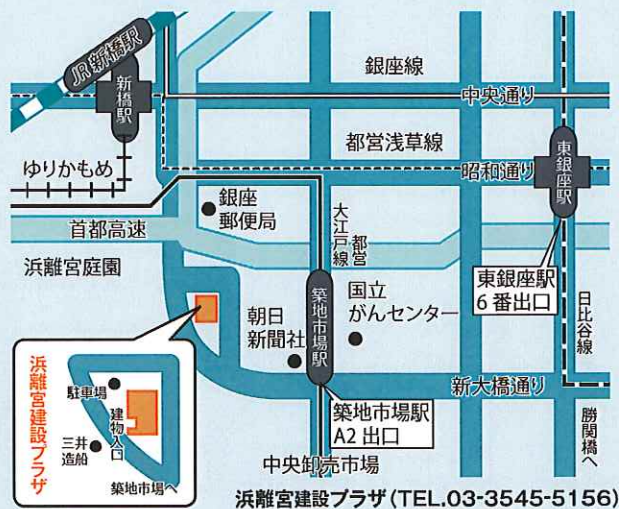 JR 新橋駅
新橋駅
銀座線
中央通り
都営浅草線
昭和通り
東銀座駅
ゆりかもめ
銀座
郵便局
首都高速
都営
大江戸線
浜離宮庭園
東銀座駅
6 番出口
日比谷線
築地市場駅
国立
がんセンター
朝日
新聞社
新大橋通り
築地市場駅
A2 出口
勝関橋へ
中央卸売市場
浜離宮建設プラザ
駐車場
建物入口
三井
造船
築地市場へ
浜離宮建設プラザ (TEL.03-3545-5156)